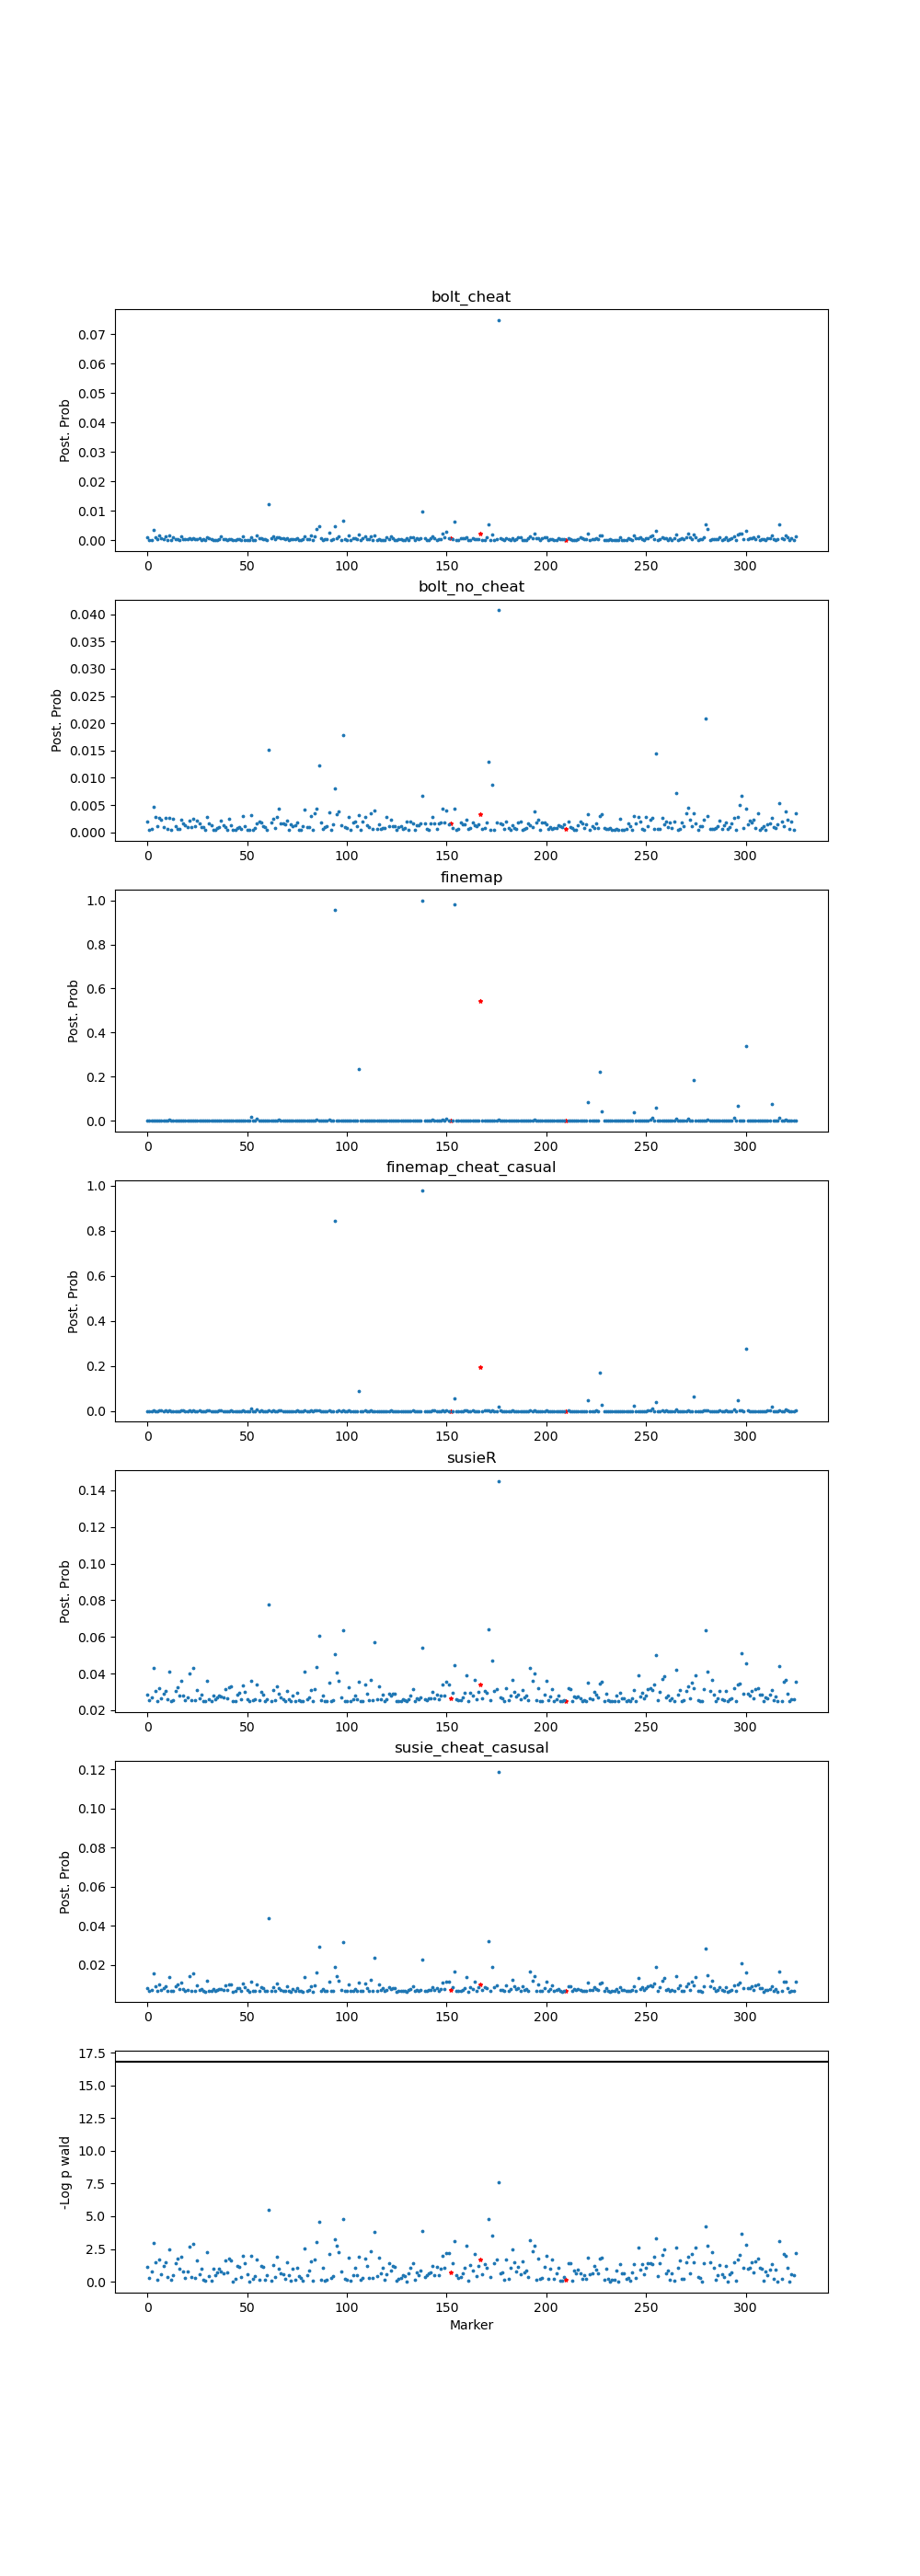 bolt_cheat
0.07
0.06
0.05
0.04
0.03
0.02
0.01
0.00
Post. Prob
0 50 100 150 200 250 300
bolt_no_cheat
0.040
0.035
0.030
0.025
0.020
0.015
0.010
0.005
0.000
Post. Prob
0 50 100 150 200 250 300
finemap
1.0
0.8
0.6
0.4
0.2
0.0
Post. Prob
0 50 100 150 200 250 300
finemap_cheat_casual
1.0
0.8
0.6
0.4
0.2
0.0
Post. Prob
0 50 100 150 200 250 300
susieR
0.14
0.12
0.10
0.08
0.06
0.04
0.02
Post. Prob
0 50 100 150 200 250 300
susie_cheat_casusal
0.12
0.10
0.08
0.06
0.04
0.02
Post. Prob
0 50 100 150 200 250 300
17.5
15.0
12.5
10.0
7.5
5.0
2.5
0.0
-Log p wald
0 50 100 150 200 250 300
Marker